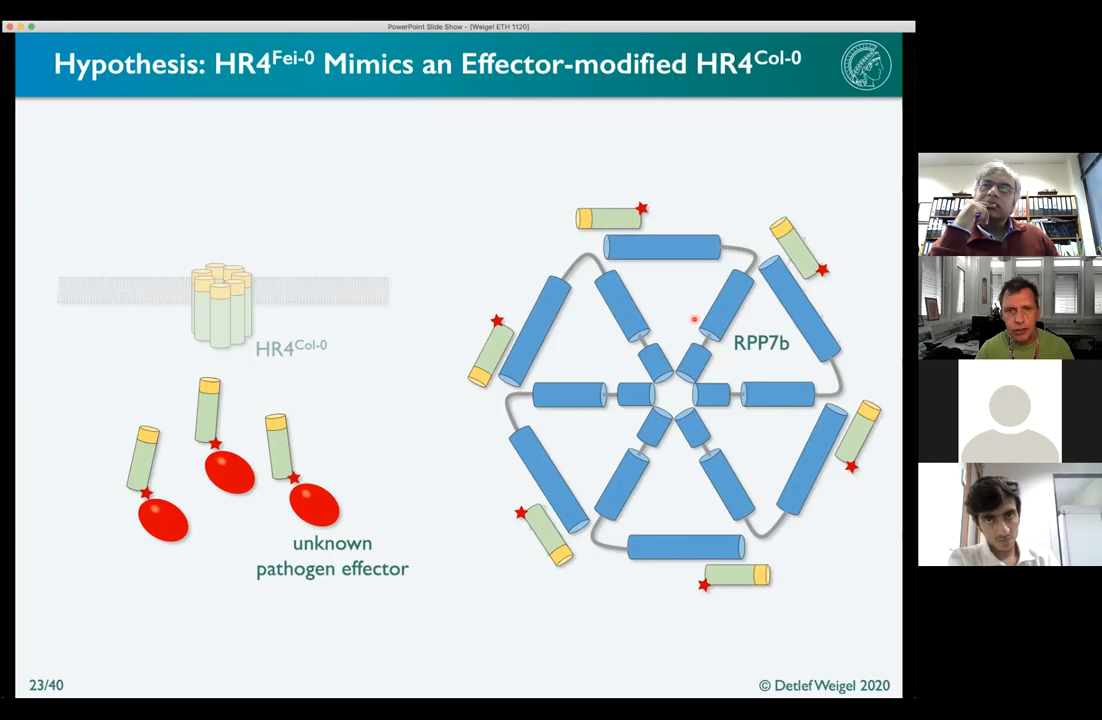 PowerPoint Slide Show - [Weigel ETH 1120]
Hypothesis: HR4Fei-0 Mimics an Effector-modified HR4Col-0
RPP7b
HR4Col-0
unknown
pathogen effector
23/40
© Detlef Weigel 2020